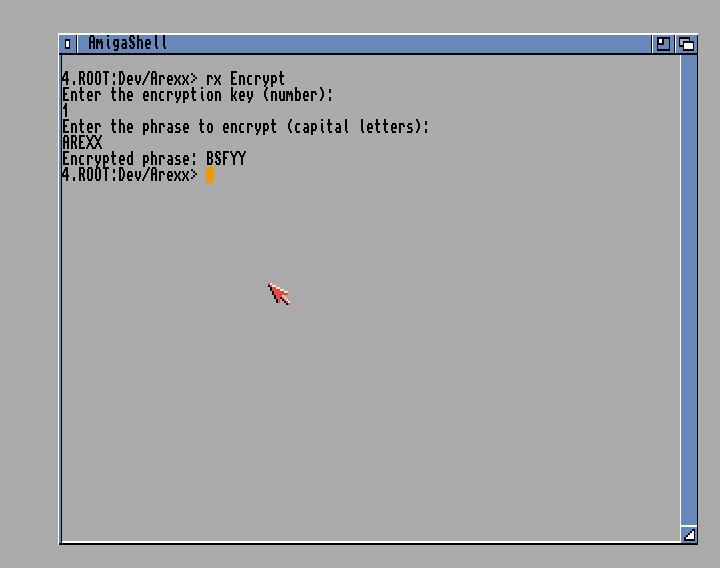 AmigaShell
4.ROOT:Dev/Arexx> rx Encrypt
Enter the encryption key (number):
1
Enter the phrase to encrypt (capital letters):
AREXX
Encrypted phrase: BSFYY
4.ROOT:Dev/Arexx>